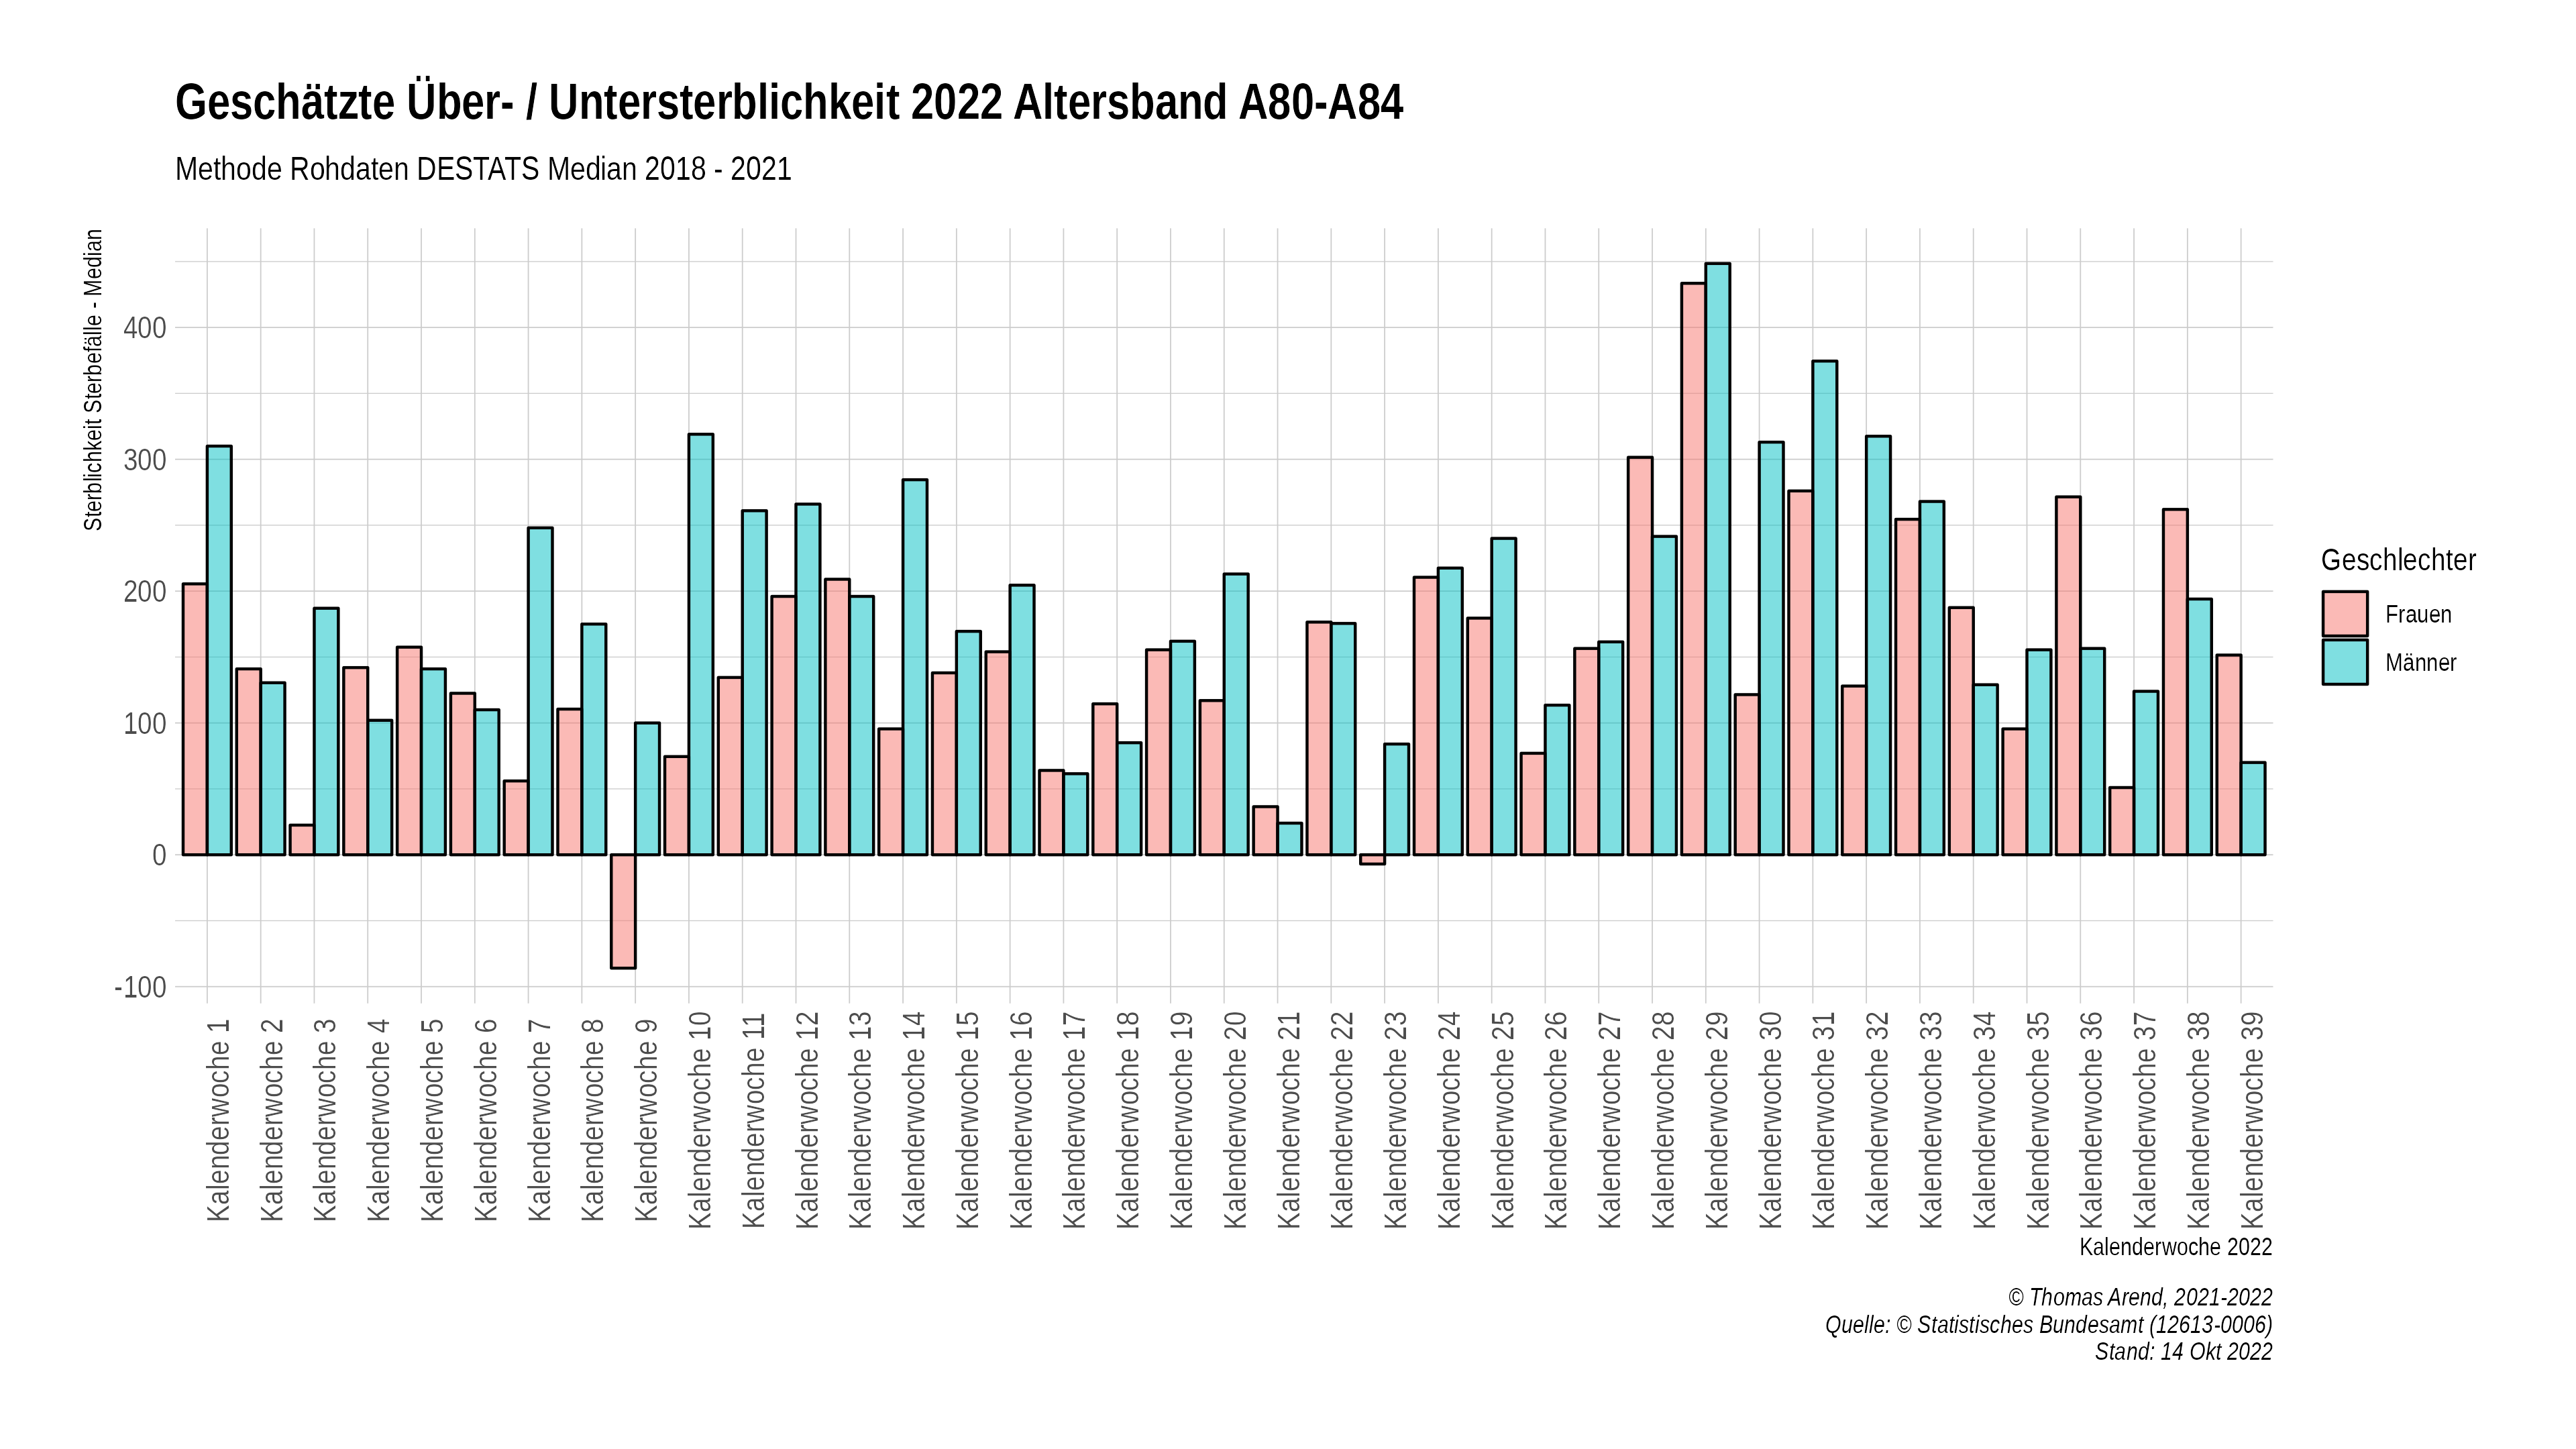 Geschätzte Über- / Untersterblichkeit 2022 Altersband A80-A84
Methode Rohdaten DESTATS Median 2018 - 2021
Sterblichkeit Sterbefälle - Median
400
300
200
100
0
-100
Kalenderwoche 1
Kalenderwoche 2
Kalenderwoche 3
Kalenderwoche 4
Kalenderwoche 5
Kalenderwoche 6
Kalenderwoche 7
Kalenderwoche 8
Kalenderwoche 9
Kalenderwoche 10
Kalenderwoche 11
Kalenderwoche 12
Kalenderwoche 13
Kalenderwoche 14
Kalenderwoche 15
Kalenderwoche 16
Kalenderwoche 17
Kalenderwoche 18
Kalenderwoche 19
Kalenderwoche 20
Kalenderwoche 21
Kalenderwoche 22
Kalenderwoche 23
Kalenderwoche 24
Kalenderwoche 25
Kalenderwoche 26
Kalenderwoche 27
Kalenderwoche 28
Kalenderwoche 29
Kalenderwoche 30
Kalenderwoche 31
Kalenderwoche 32
Kalenderwoche 33
Kalenderwoche 34
Kalenderwoche 35
Kalenderwoche 36
Kalenderwoche 37
Kalenderwoche 38
Kalenderwoche 39
Kalenderwoche 2022
Geschlechter
Frauen
Männer
© Thomas Arend, 2021-2022
Quelle: © Statistisches Bundesamt (12613-0006)
Stand: 14 Okt 2022